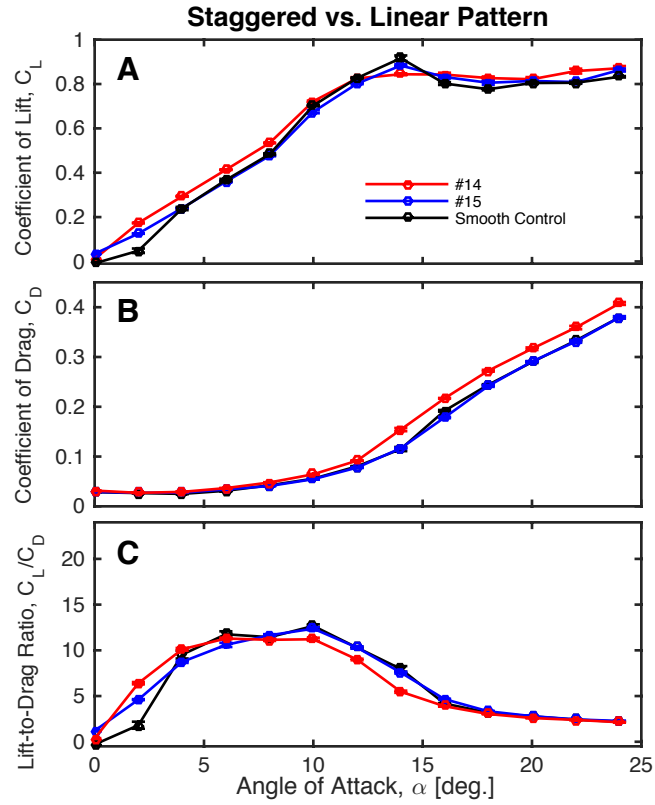 Staggered vs. Linear Pattern
A
Coefficient of Lift, C_L
1
0.8
0.6
0.4
0.2
0
#14
#15
Smooth Control
B
Coefficient of Drag, C_D
0.4
0.3
0.2
0.1
0
C
Lift-to-Drag Ratio, C_L/C_D
20
15
10
5
0
0 5 10 15 20 25
Angle of Attack, α [deg.]